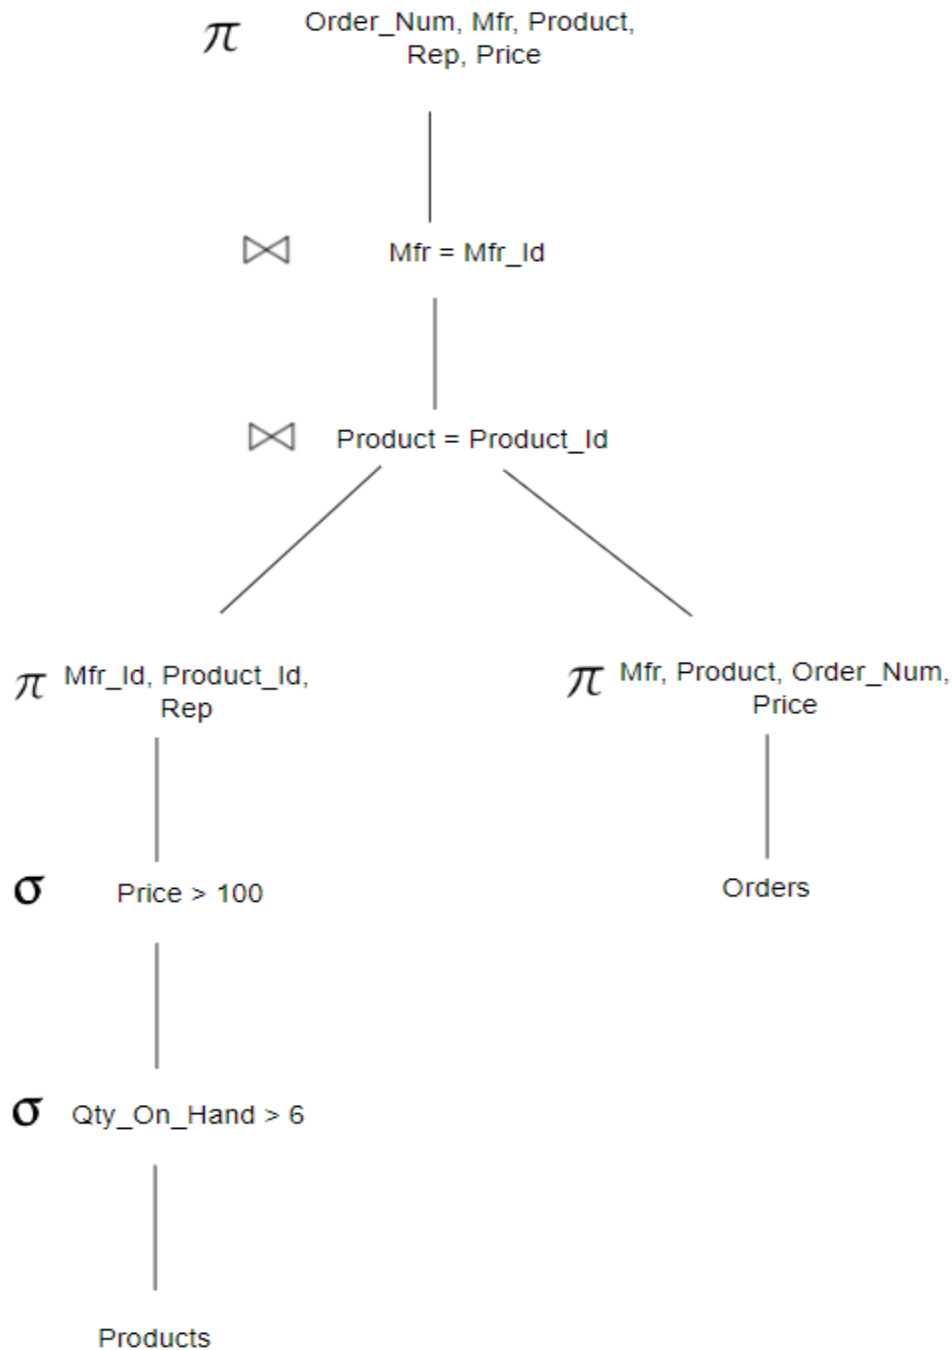 π Order_Num, Mfr, Product,
Rep, Price
⋈ Mfr = Mfr_Id
⋈ Product = Product_Id
π Mfr_Id, Product_Id,
Rep
π Mfr, Product, Order_Num,
Price
σ Price > 100
Orders
σ Qty_On_Hand > 6
Products